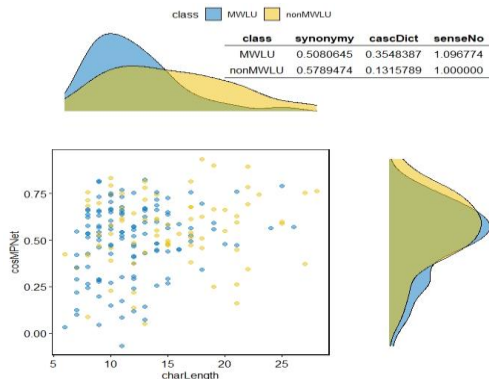 class MWLU nonMWLU
class synonymy cascDict senseNo
MWLU 0.5080645 0.3548387 1.096774
nonMWLU 0.5789474 0.1315789 1.000000
0.75
0.50
0.25
0.00
cosMPNet
5 10 15 20 25
charLength